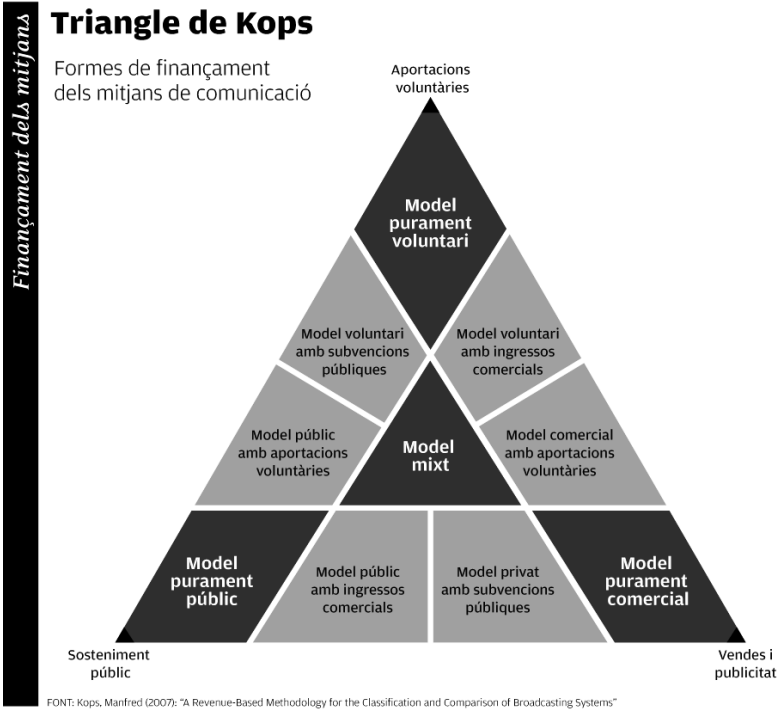 Finançament dels mitjans
Triangle de Kops
Formes de finançament
dels mitjans de comunicació
Aportacions
voluntàries
Model
purament
voluntari
Model voluntari
amb subvencions
públiques
Model voluntari
amb ingressos
comercials
Model públic
amb aportacions
voluntàries
Model
mixt
Model comercial
amb aportacions
voluntàries
Model
purament
públic
Model públic
amb ingressos
comercials
Model privat
amb subvencions
públiques
Model
purament
comercial
Sosteniment
públic
Vendes i
publicitat
FONT: Kops, Manfred (2007): “A Revenue-Based Methodology for the Classification and Comparison of Broadcasting Systems”